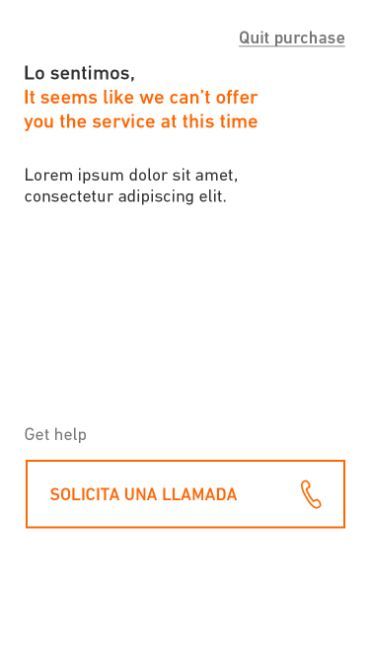 Quit purchase
Lo sentimos,
It seems like we can't offer
you the service at this time
Lorem ipsum dolor sit amet,
consectetur adipiscing elit.
Get help
SOLICITA UNA LLAMADA